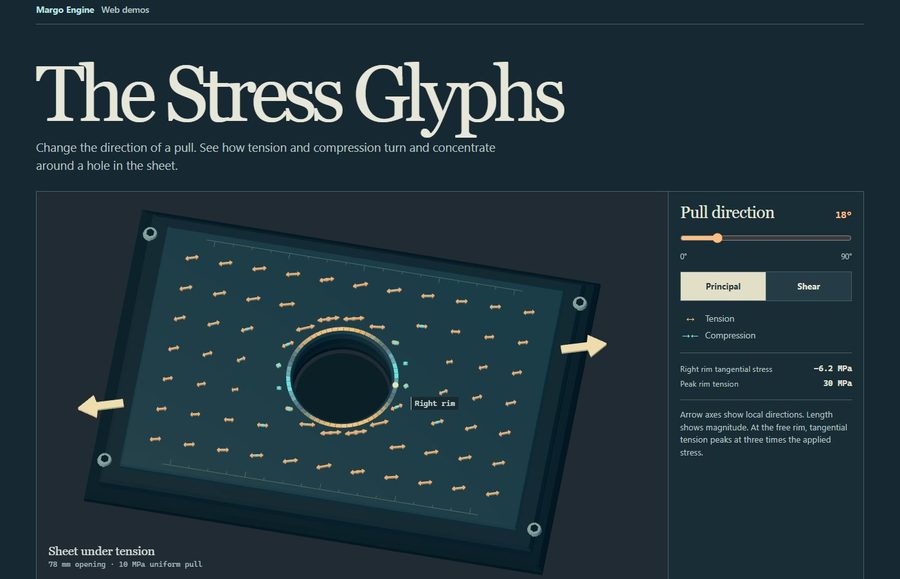 Margo Engine Web demos
The Stress Glyphs
Change the direction of a pull. See how tension and compression turn and concentrate
around a hole in the sheet.
Pull direction 18°
0° 90°
Principal Shear
Tension
Compression
Right rim tangential stress −6.2 MPa
Peak rim tension 30 MPa
Arrow axes show local directions. Length
shows magnitude. At the free rim, tangential
tension peaks at three times the applied
stress.
Right rim
Sheet under tension
78 mm opening · 10 MPa uniform pull